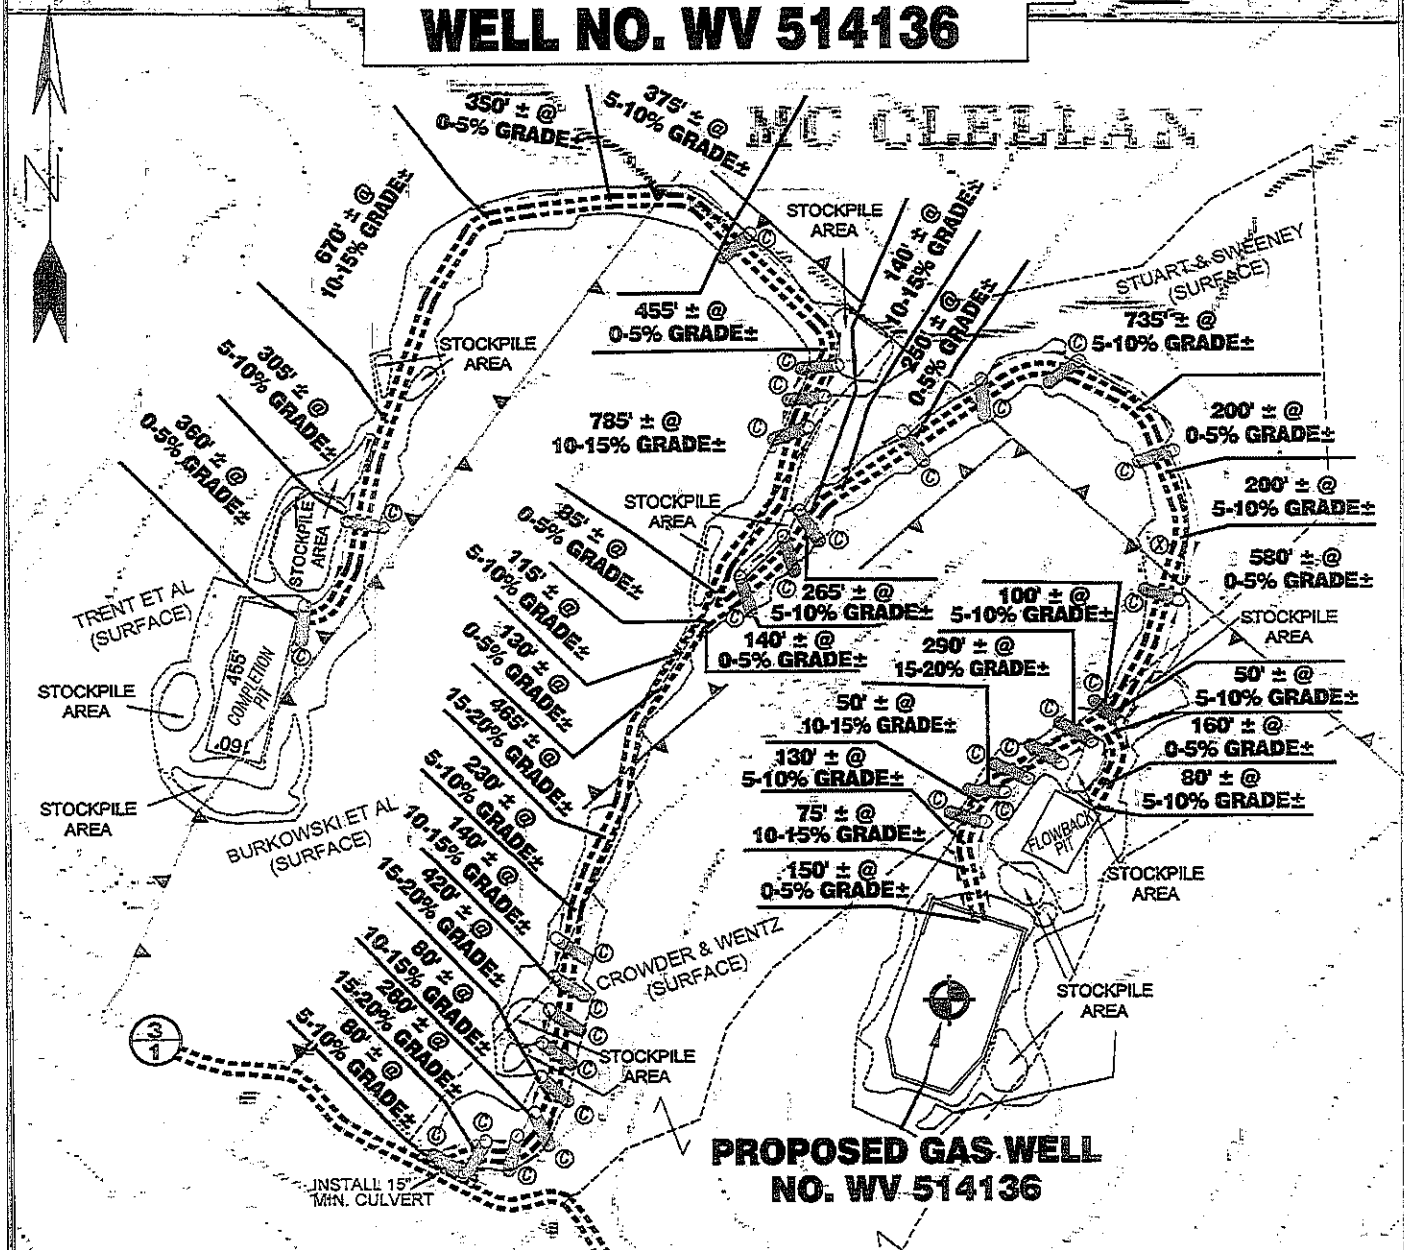 WELL NO. WV 514136
N
MC CLELLAN
350' ± @
0-5% GRADE±
375' ± @
5-10% GRADE±
670' ± @
10-15% GRADE±
STOCKPILE
AREA
140' ± @
10-15% GRADE±
250' ± @
0-5% GRADE±
STUART & SWEENEY
(SURFACE)
455' ± @
0-5% GRADE±
735' ± @
5-10% GRADE±
STOCKPILE
AREA
305' ± @
5-10% GRADE±
360' ± @
0-5% GRADE±
785' ± @
10-15% GRADE±
200' ± @
0-5% GRADE±
200' ± @
5-10% GRADE±
STOCKPILE
AREA
STOCKPILE
AREA
85' ± @
0-5% GRADE±
115' ± @
5-10% GRADE±
130' ± @
0-5% GRADE±
465' ± @
15-20% GRADE±
230' ± @
5-10% GRADE±
140' ± @
10-15% GRADE±
420' ± @
15-20% GRADE±
80' ± @
10-15% GRADE±
260' ± @
15-20% GRADE±
80' ± @
5-10% GRADE±
580' ± @
0-5% GRADE±
STOCKPILE
AREA
265' ± @
5-10% GRADE±
100' ± @
5-10% GRADE±
140' ± @
0-5% GRADE±
290' ± @
15-20% GRADE±
50' ± @
5-10% GRADE±
50' ± @
10-15% GRADE±
160' ± @
0-5% GRADE±
130' ± @
5-10% GRADE±
80' ± @
5-10% GRADE±
75' ± @
10-15% GRADE±
150' ± @
0-5% GRADE±
FLOWBACK
PIT
STOCKPILE
AREA
STOCKPILE
AREA
TRENT ET AL
(SURFACE)
455'
COMPLETION
PIT
160'
STOCKPILE
AREA
STOCKPILE
AREA
BURKOWSKI ET AL
(SURFACE)
CROWDER & WENTZ
(SURFACE)
STOCKPILE
AREA
3
1
INSTALL 15"
MIN. CULVERT
PROPOSED GAS WELL
NO. WV 514136